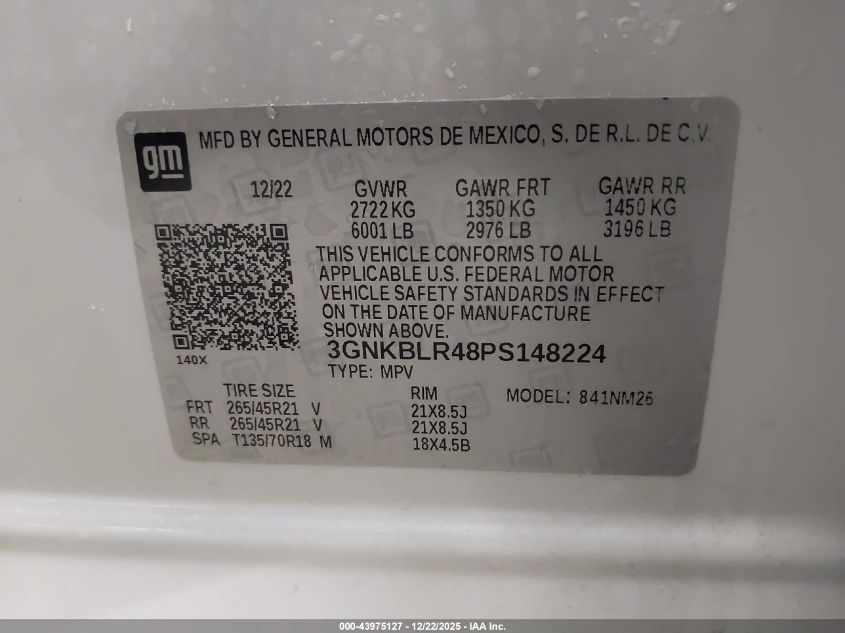 gm
MFD BY GENERAL MOTORS DE MEXICO, S. DE R.L. DE C.V.
12/22 GVWR GAWR FRT GAWR RR
2722 KG 1350 KG 1450 KG
6001 LB 2976 LB 3196 LB
THIS VEHICLE CONFORMS TO ALL
APPLICABLE U.S. FEDERAL MOTOR
VEHICLE SAFETY STANDARDS IN EFFECT
ON THE DATE OF MANUFACTURE
SHOWN ABOVE.
140X
3GNKBLR48PS148224
TYPE: MPV
TIRE SIZE RIM MODEL: 841NM26
FRT 265/45R21 V 21X8.5J
RR 265/45R21 V 21X8.5J
SPA T135/70R18 M 18X4.5B
000-43975127 - 12/22/2025 - IAA Inc.